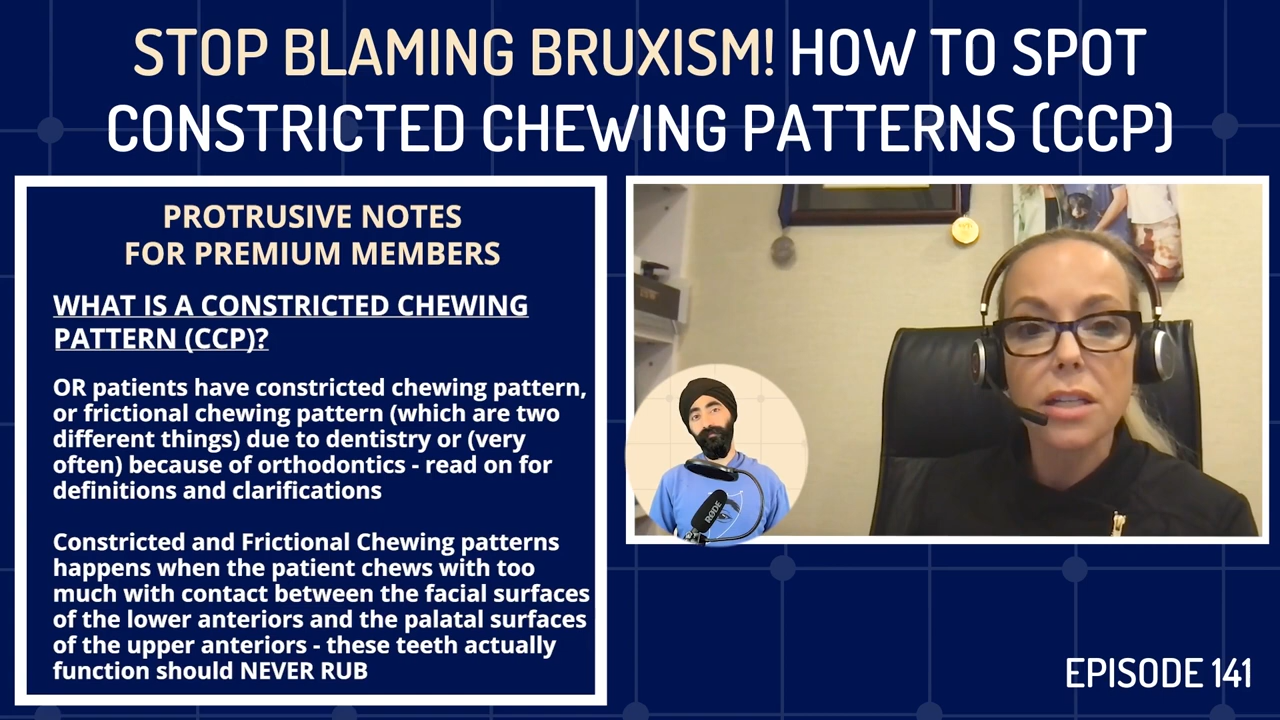 STOP BLAMING BRUXISM! HOW TO SPOT
CONSTRICTED CHEWING PATTERNS (CCP)
PROTRUSIVE NOTES
FOR PREMIUM MEMBERS
WHAT IS A CONSTRICTED CHEWING
PATTERN (CCP)?
OR patients have constricted chewing pattern,
or frictional chewing pattern (which are two
different things) due to dentistry or (very
often) because of orthodontics - read on for
definitions and clarifications
Constricted and Frictional Chewing patterns
happens when the patient chews with too
much with contact between the facial surfaces
of the lower anteriors and the palatal surfaces
of the upper anteriors - these teeth actually
function should NEVER RUB
RØDE
EPISODE 141